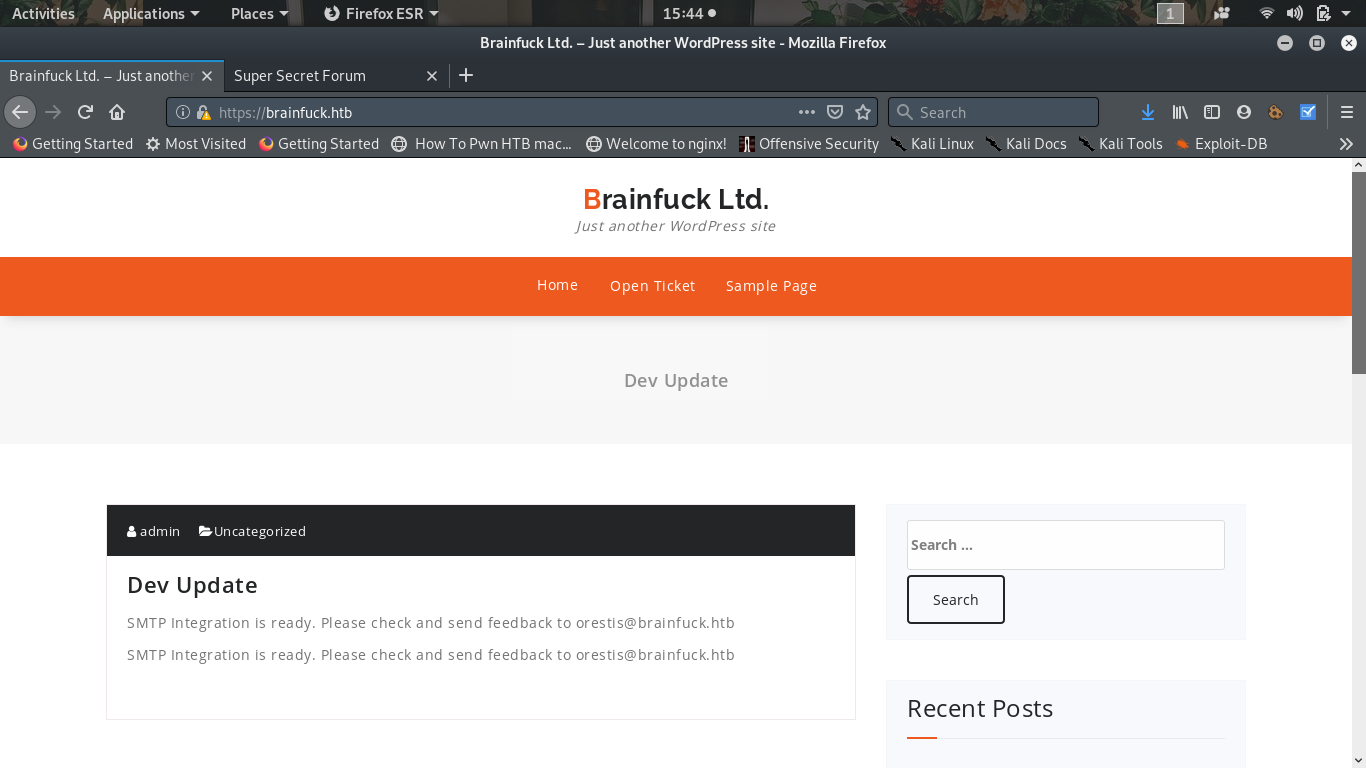 Activities Applications Places Firefox ESR 15:44 1
Brainfuck Ltd. – Just another WordPress site - Mozilla Firefox
Brainfuck Ltd. – Just another Super Secret Forum
https://brainfuck.htb Search
Getting Started Most Visited Getting Started How To Pwn HTB mac... Welcome to nginx! Offensive Security Kali Linux Kali Docs Kali Tools Exploit-DB
Brainfuck Ltd.
Just another WordPress site
Home Open Ticket Sample Page
Dev Update
admin Uncategorized
Dev Update
SMTP Integration is ready. Please check and send feedback to orestis@brainfuck.htb
SMTP Integration is ready. Please check and send feedback to orestis@brainfuck.htb
Search ...
Search
Recent Posts